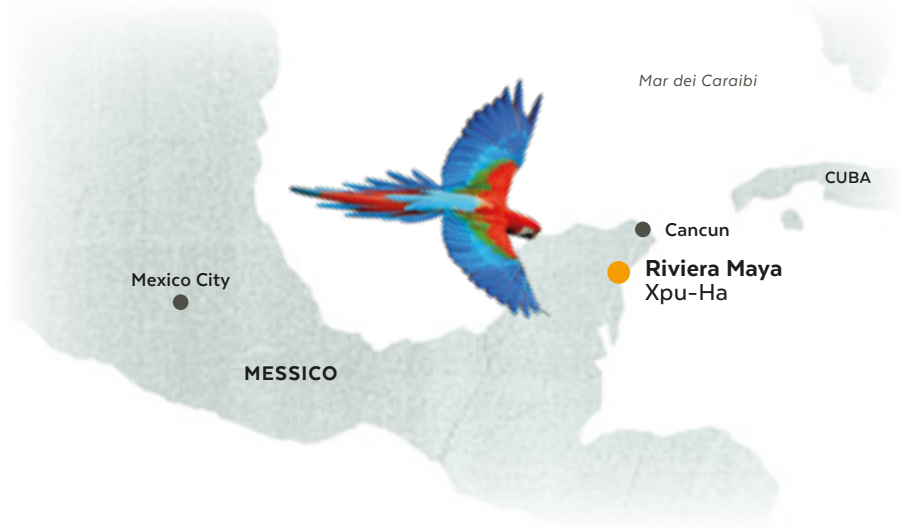 Mar dei Caraibi
CUBA
Cancun
Riviera Maya
Xpu-Ha
Mexico City
MESSICO